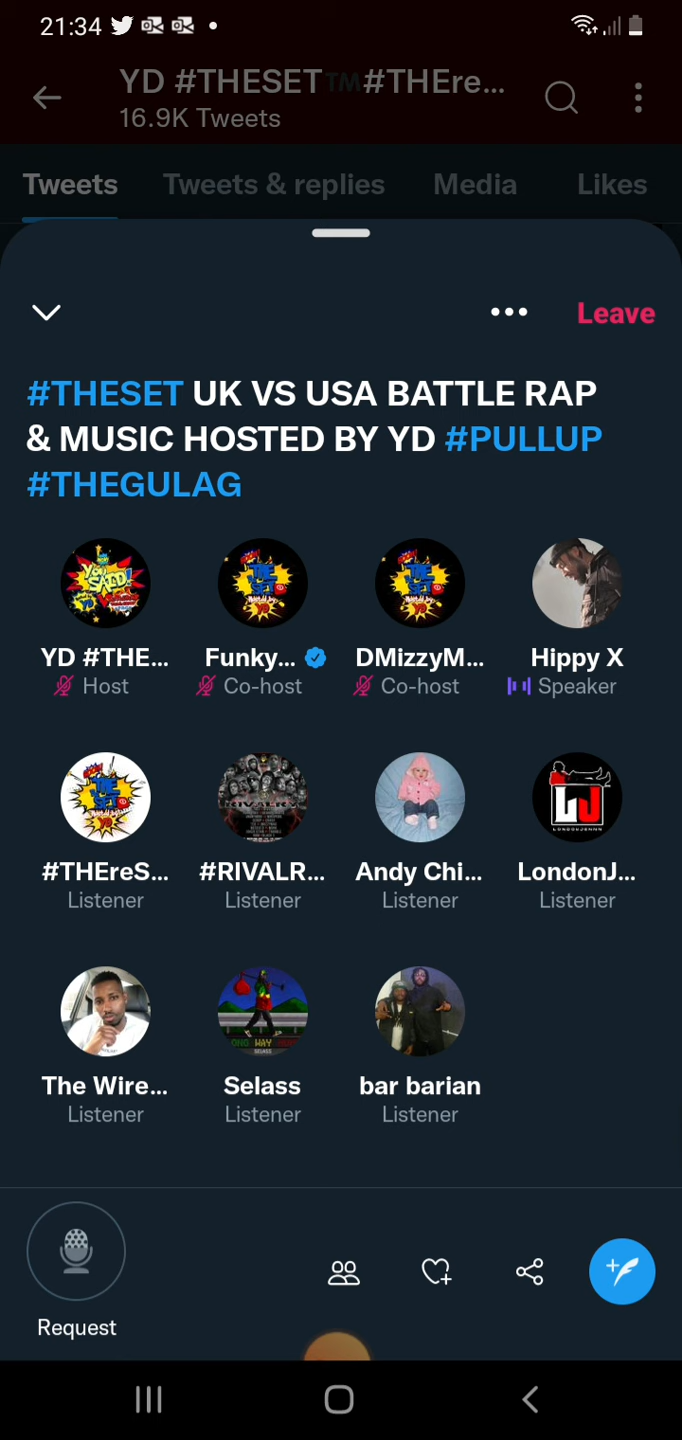 21:34
YD #THESET™#THEre...
16.9K Tweets
Tweets
Tweets & replies
Media
Likes
Leave
#THESET UK VS USA BATTLE RAP
& MUSIC HOSTED BY YD #PULLUP
#THEGULAG
YD #THE...
Funky...
DMizzyM...
Hippy X
Host
Co-host
Co-host
Speaker
#THEreS...
#RIVALR...
Andy Chi...
LondonJ...
Listener
Listener
Listener
Listener
The Wire...
Selass
bar barian
Listener
Listener
Listener
Request